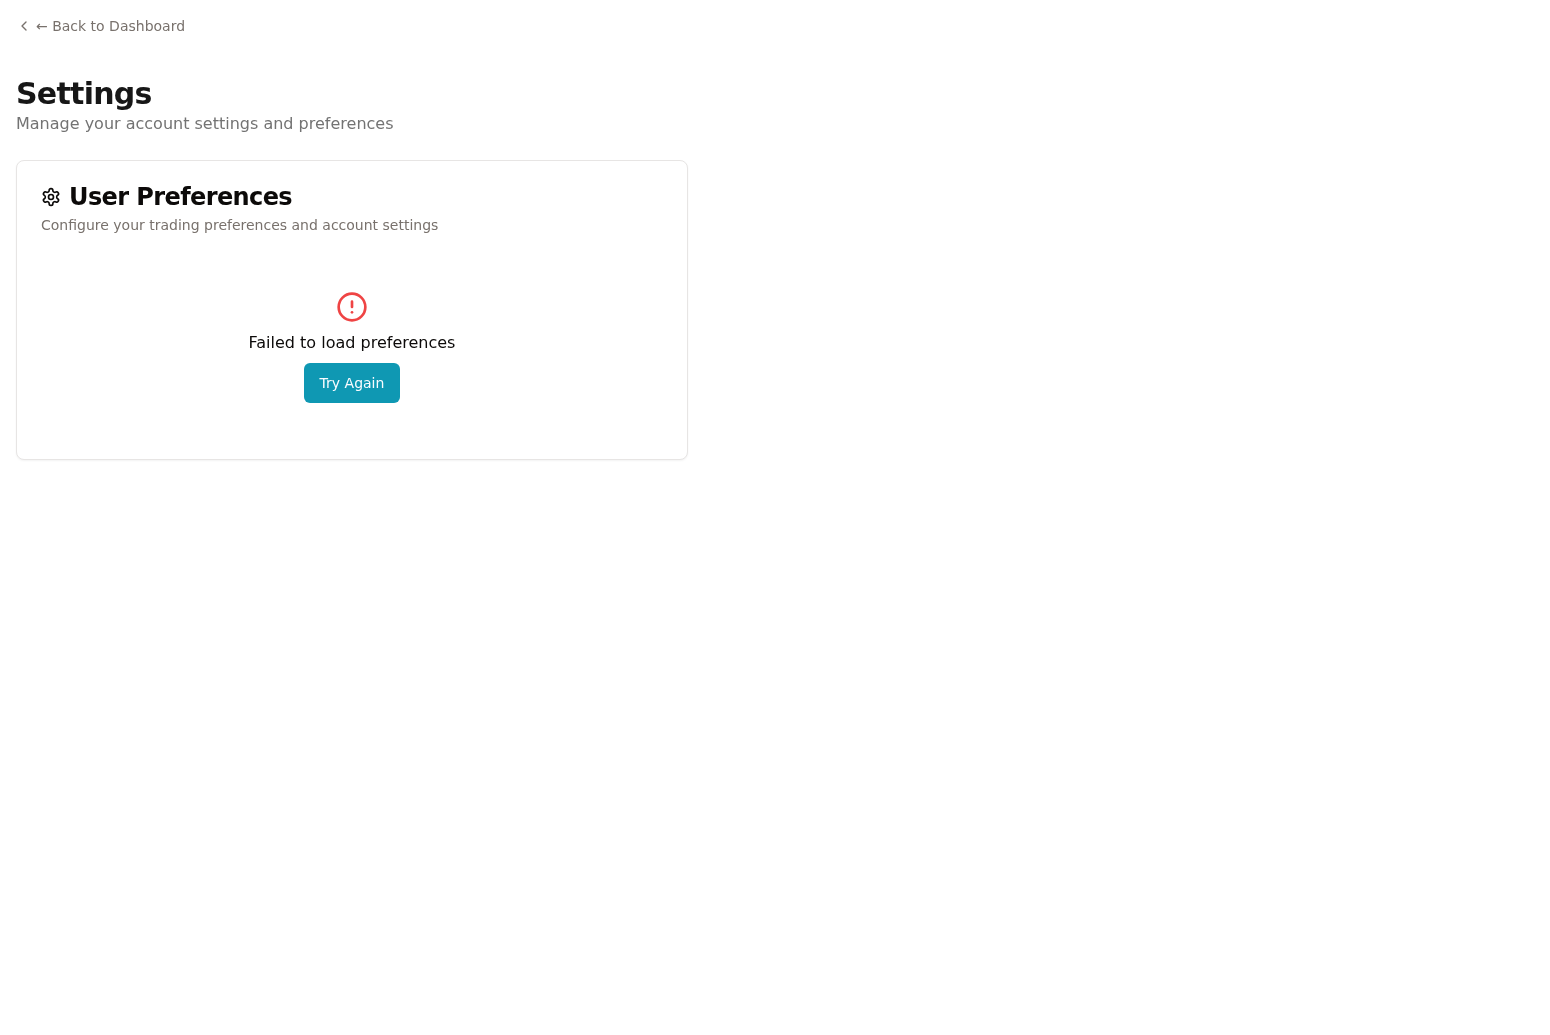 ← Back to Dashboard
Settings
Manage your account settings and preferences
User Preferences
Configure your trading preferences and account settings
Failed to load preferences
Try Again